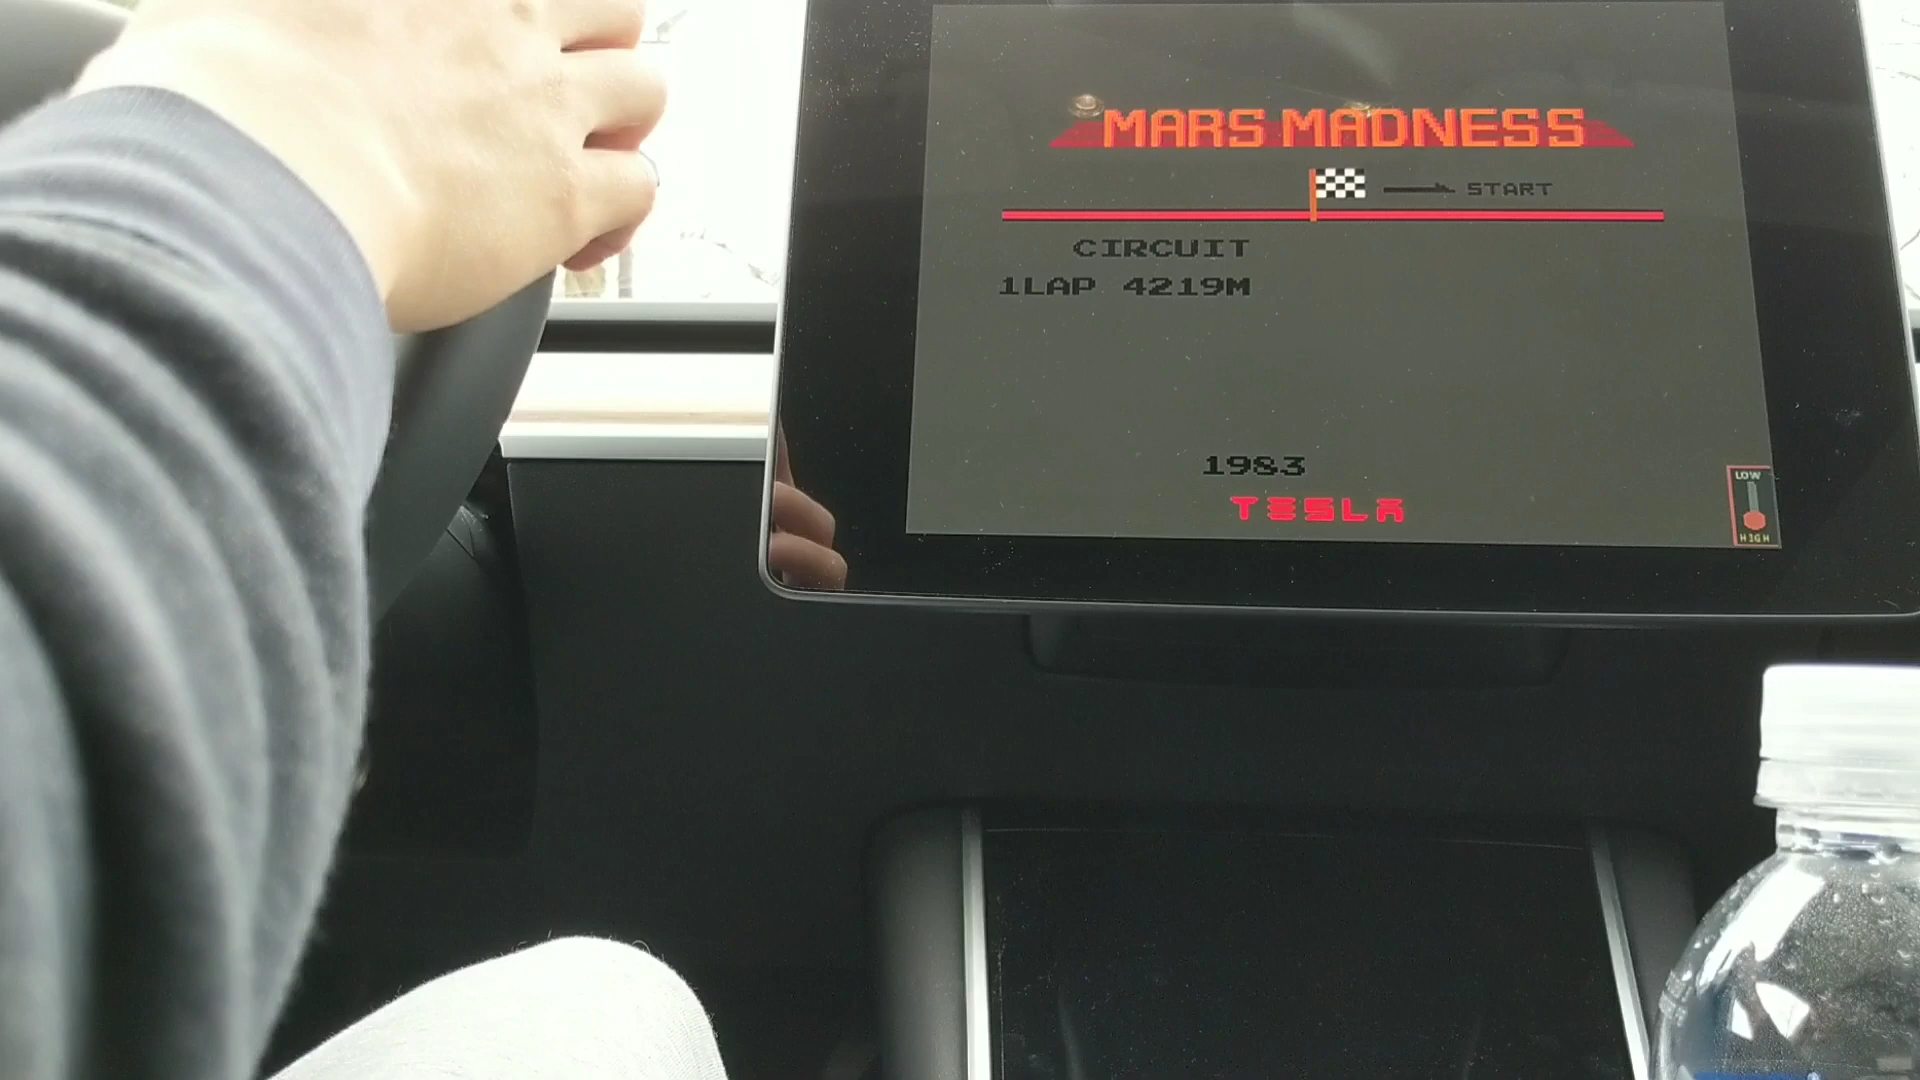 MARS MADNESS
START
CIRCUIT
1LAP 4219M
1983
TESLA
LOW
HIGH